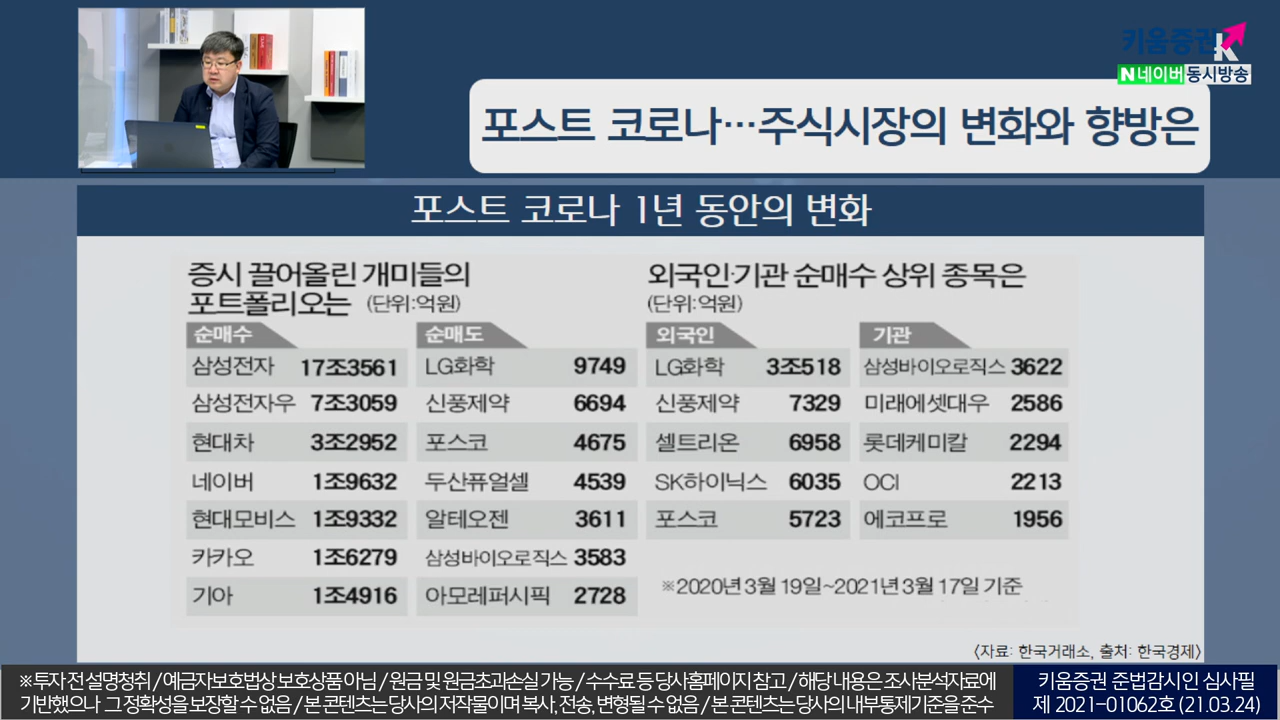 키움증권
N네이버동시방송
포스트 코로나…주식시장의 변화와 향방은
포스트 코로나 1년 동안의 변화
증시 끌어올린 개미들의
포트폴리오는 (단위:억원)
순매수 순매도
삼성전자 17조3561 LG화학 9749
삼성전자우 7조3059 신풍제약 6694
현대차 3조2952 포스코 4675
네이버 1조9632 두산퓨얼셀 4539
현대모비스 1조9332 알테오젠 3611
카카오 1조6279 삼성바이오로직스 3583
기아 1조4916 아모레퍼시픽 2728
외국인·기관 순매수 상위 종목은
(단위:억원)
외국인 기관
LG화학 3조518 삼성바이오로직스 3622
신풍제약 7329 미래에셋대우 2586
셀트리온 6958 롯데케미칼 2294
SK하이닉스 6035 OCI 2213
포스코 5723 에코프로 1956
※2020년 3월 19일~2021년 3월 17일 기준
<자료: 한국거래소, 출처: 한국경제>
※ 투자 전 설명청취 / 예금자보호법상 보호상품 아님 / 원금 및 원금초과손실 가능 / 수수료 등 당사홈페이지 참고 / 해당 내용은 조사분석자료에
기반했으나 그 정확성을 보장할 수 없음 / 본 콘텐츠는 당사의 저작물이며 복사, 전송, 변형될 수 없음 / 본 콘텐츠는 당사의 내부통제기준을 준수
키움증권 준법감시인 심사필
제 2021-01062호 (21.03.24)